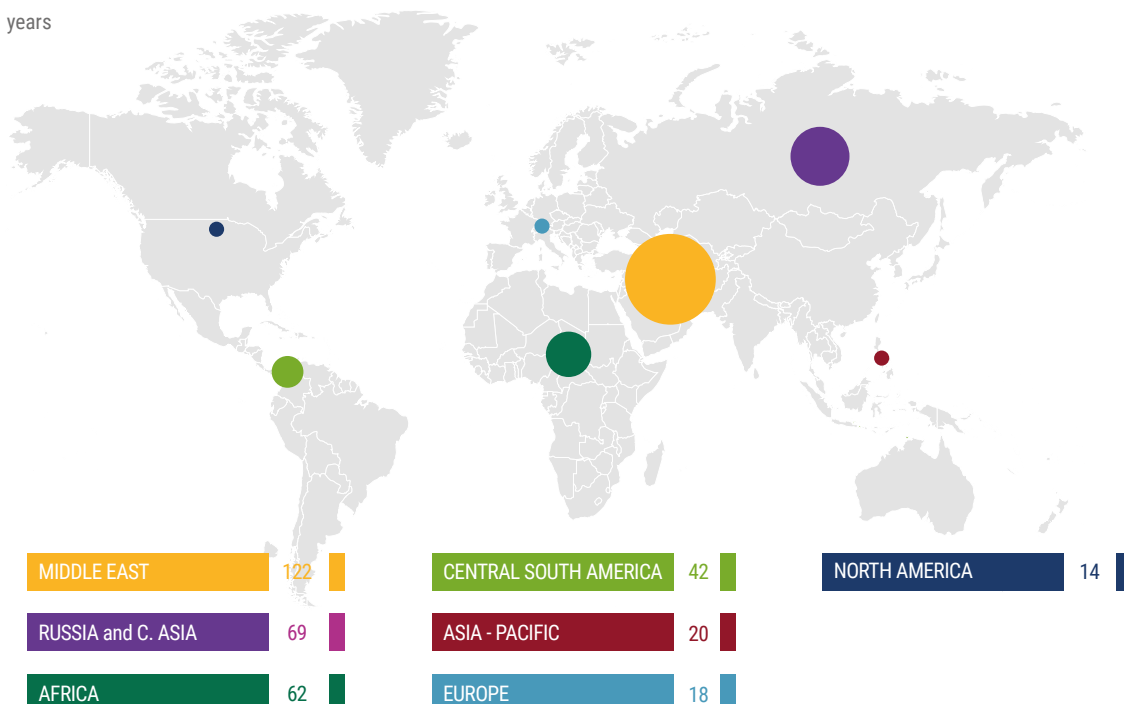 years
MIDDLE EAST 122
RUSSIA and C. ASIA 69
AFRICA 62
CENTRAL SOUTH AMERICA 42
ASIA - PACIFIC 20
EUROPE 18
NORTH AMERICA 14